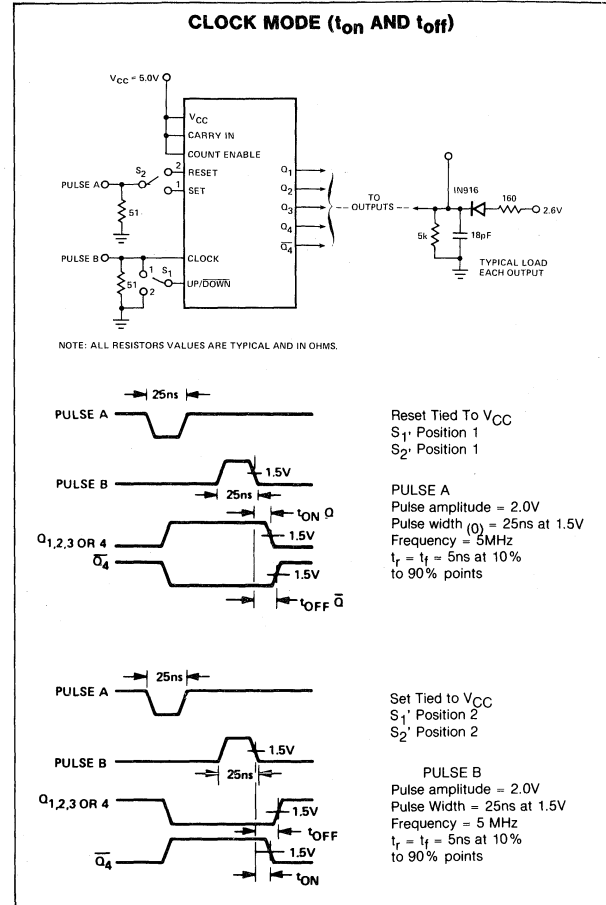 CLOCK MODE (ton AND toff)
VCC = 5.0V
VCC
CARRY IN
COUNT ENABLE
S2
2
RESET
PULSE A
1
SET
51
PULSE B
CLOCK
51
1
S1
2
UP/DOWN
Q1
Q2
Q3
Q4
Q4
TO
OUTPUTS
IN916
160
2.6V
5k
18pF
TYPICAL LOAD
EACH OUTPUT
NOTE: ALL RESISTORS VALUES ARE TYPICAL AND IN OHMS.
25ns
PULSE A
1.5V
PULSE B
25ns
tON Q
Q1,2,3 OR 4
1.5V
Q4
1.5V
tOFF Q
Reset Tied To VCC
S1, Position 1
S2, Position 1
PULSE A
Pulse amplitude = 2.0V
Pulse width (0) = 25ns at 1.5V
Frequency = 5MHz
tr = tf = 5ns at 10%
to 90% points
25ns
PULSE A
1.5V
PULSE B
25ns
Q1,2,3 OR 4
1.5V
tOFF
1.5V
Q4
tON
Set Tied to VCC
S1' Position 2
S2' Position 2
PULSE B
Pulse amplitude = 2.0V
Pulse Width = 25ns at 1.5V
Frequency = 5 MHz
tr = tf = 5ns at 10%
to 90% points